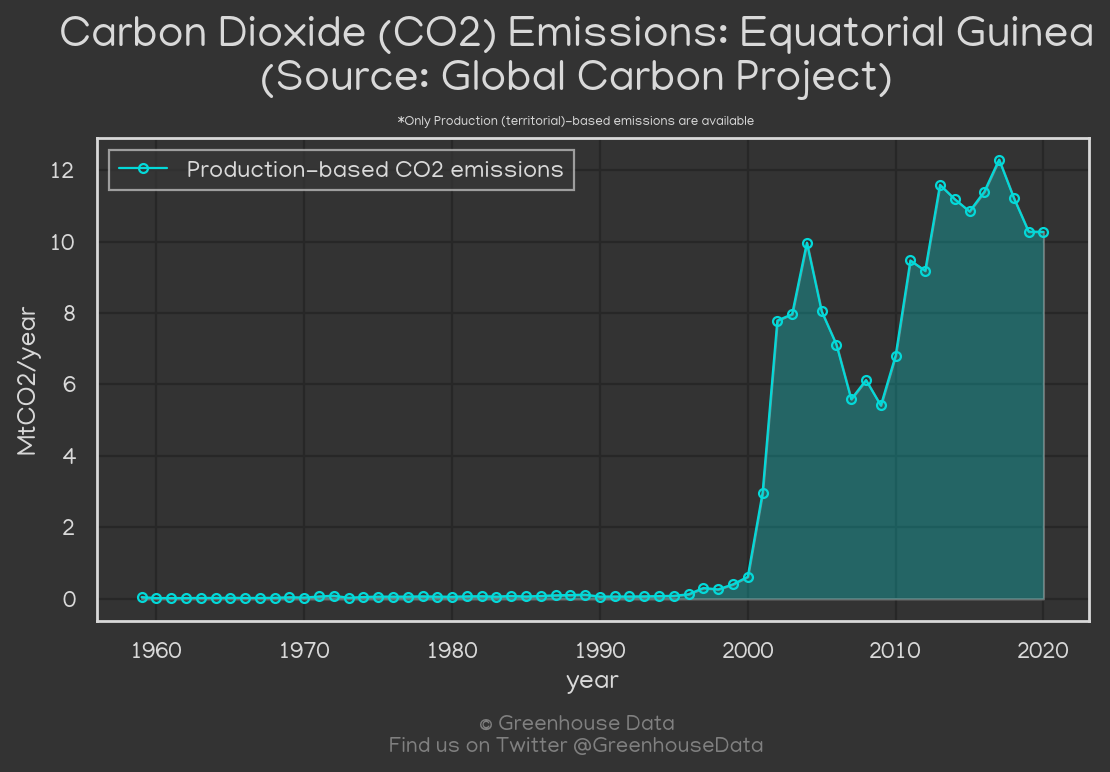 Carbon Dioxide (CO2) Emissions: Equatorial Guinea
(Source: Global Carbon Project)
*Only Production (territorial)-based emissions are available
Production-based CO2 emissions
12
10
8
6
4
2
0
MtCO2/year
1960 1970 1980 1990 2000 2010 2020
year
© Greenhouse Data
Find us on Twitter @GreenhouseData